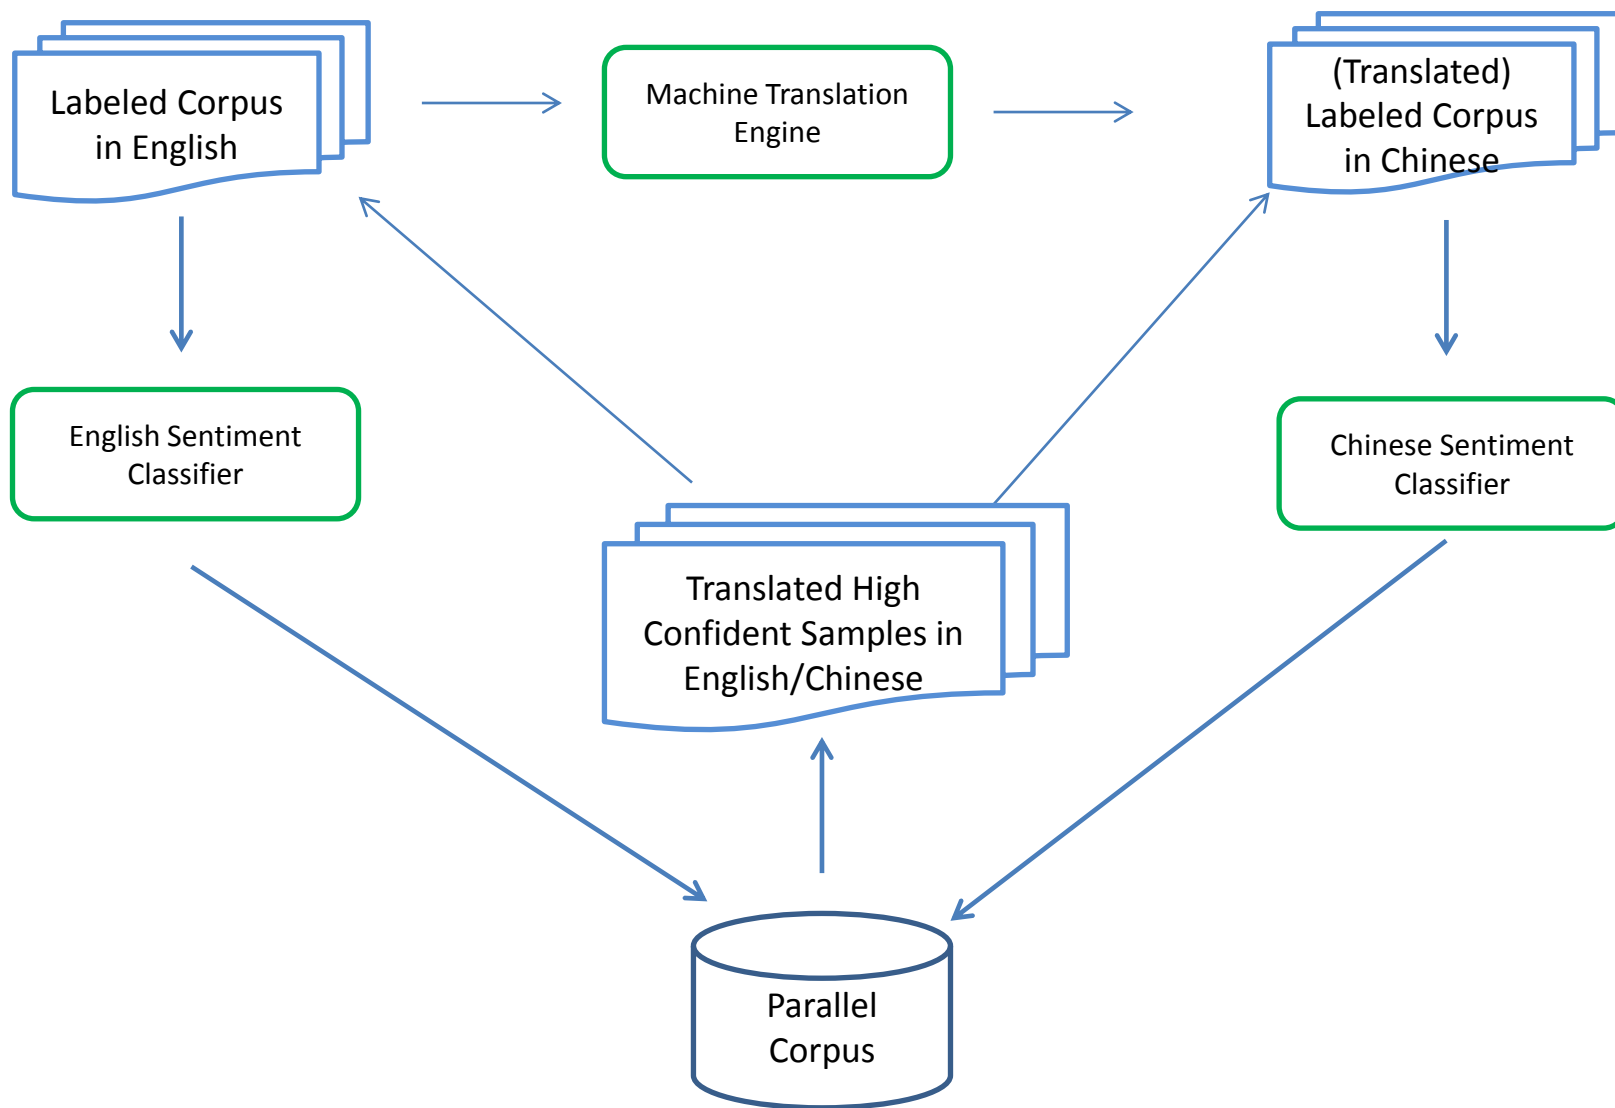 Labeled Corpus
in English
Machine Translation
Engine
(Translated)
Labeled Corpus
in Chinese
English Sentiment
Classifier
Chinese Sentiment
Classifier
Translated High
Confident Samples in
English/Chinese
Parallel
Corpus